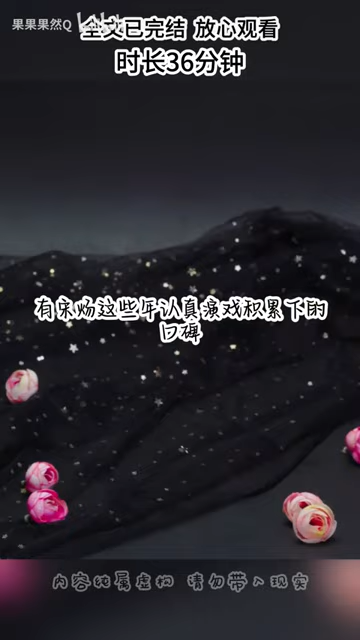 果果果然Q
全文已完结 放心观看
时长36分钟
有宋炀这些年认真演戏积累下的
口碑
内容纯属虚构 请勿带入现实